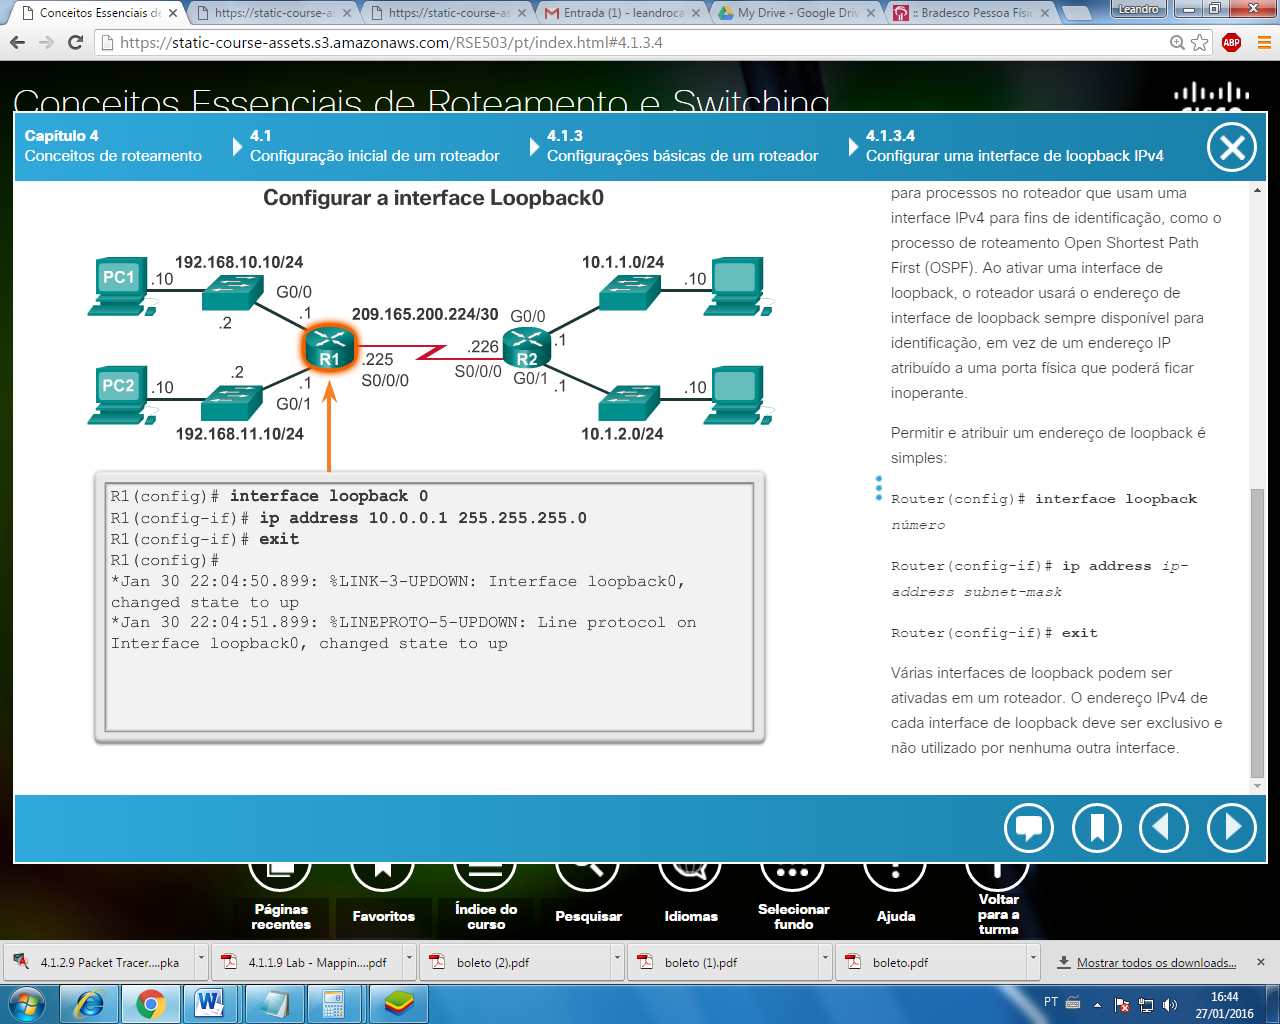 Conceitos Essenciais de
https://static-course-as
https://static-course-as
Entrada (1) - leandroca
My Drive - Google Driv
:: Bradesco Pessoa Físic
Leandro
https://static-course-assets.s3.amazonaws.com/RSE503/pt/index.html#4.1.3.4
ABP
Conceitos Essenciais de Roteamento e Switching
CISCO
Capítulo 4
Conceitos de roteamento
4.1
Configuração inicial de um roteador
4.1.3
Configurações básicas de um roteador
4.1.3.4
Configurar uma interface de loopback IPv4
Configurar a interface Loopback0
PC1
.10
192.168.10.10/24
G0/0
.1
.2
209.165.200.224/30
R1
.225
S0/0/0
.226
S0/0/0
G0/0
R2
.1
G0/1
.1
10.1.1.0/24
.10
PC2
.10
.2
.1
G0/1
192.168.11.10/24
.10
10.1.2.0/24
R1(config)# interface loopback 0
R1(config-if)# ip address 10.0.0.1 255.255.255.0
R1(config-if)# exit
R1(config)#
*Jan 30 22:04:50.899: %LINK-3-UPDOWN: Interface loopback0,
changed state to up
*Jan 30 22:04:51.899: %LINEPROTO-5-UPDOWN: Line protocol on
Interface loopback0, changed state to up
para processos no roteador que usam uma
interface IPv4 para fins de identificação, como o
processo de roteamento Open Shortest Path
First (OSPF). Ao ativar uma interface de
loopback, o roteador usará o endereço de
interface de loopback sempre disponível para
identificação, em vez de um endereço IP
atribuído a uma porta física que poderá ficar
inoperante.
Permitir e atribuir um endereço de loopback é
simples:
Router(config)# interface loopback
número
Router(config-if)# ip address ip-
address subnet-mask
Router(config-if)# exit
Várias interfaces de loopback podem ser
ativadas em um roteador. O endereço IPv4 de
cada interface de loopback deve ser exclusivo e
não utilizado por nenhuma outra interface.
Páginas
recentes
Favoritos
Índice do
curso
Pesquisar
Idiomas
Selecionar
fundo
Ajuda
Voltar
para a
turma
4.1.2.9 Packet Tracer....pka
4.1.1.9 Lab - Mappin....pdf
boleto (2).pdf
boleto (1).pdf
boleto.pdf
Mostrar todos os downloads...
PT
16:44
27/01/2016